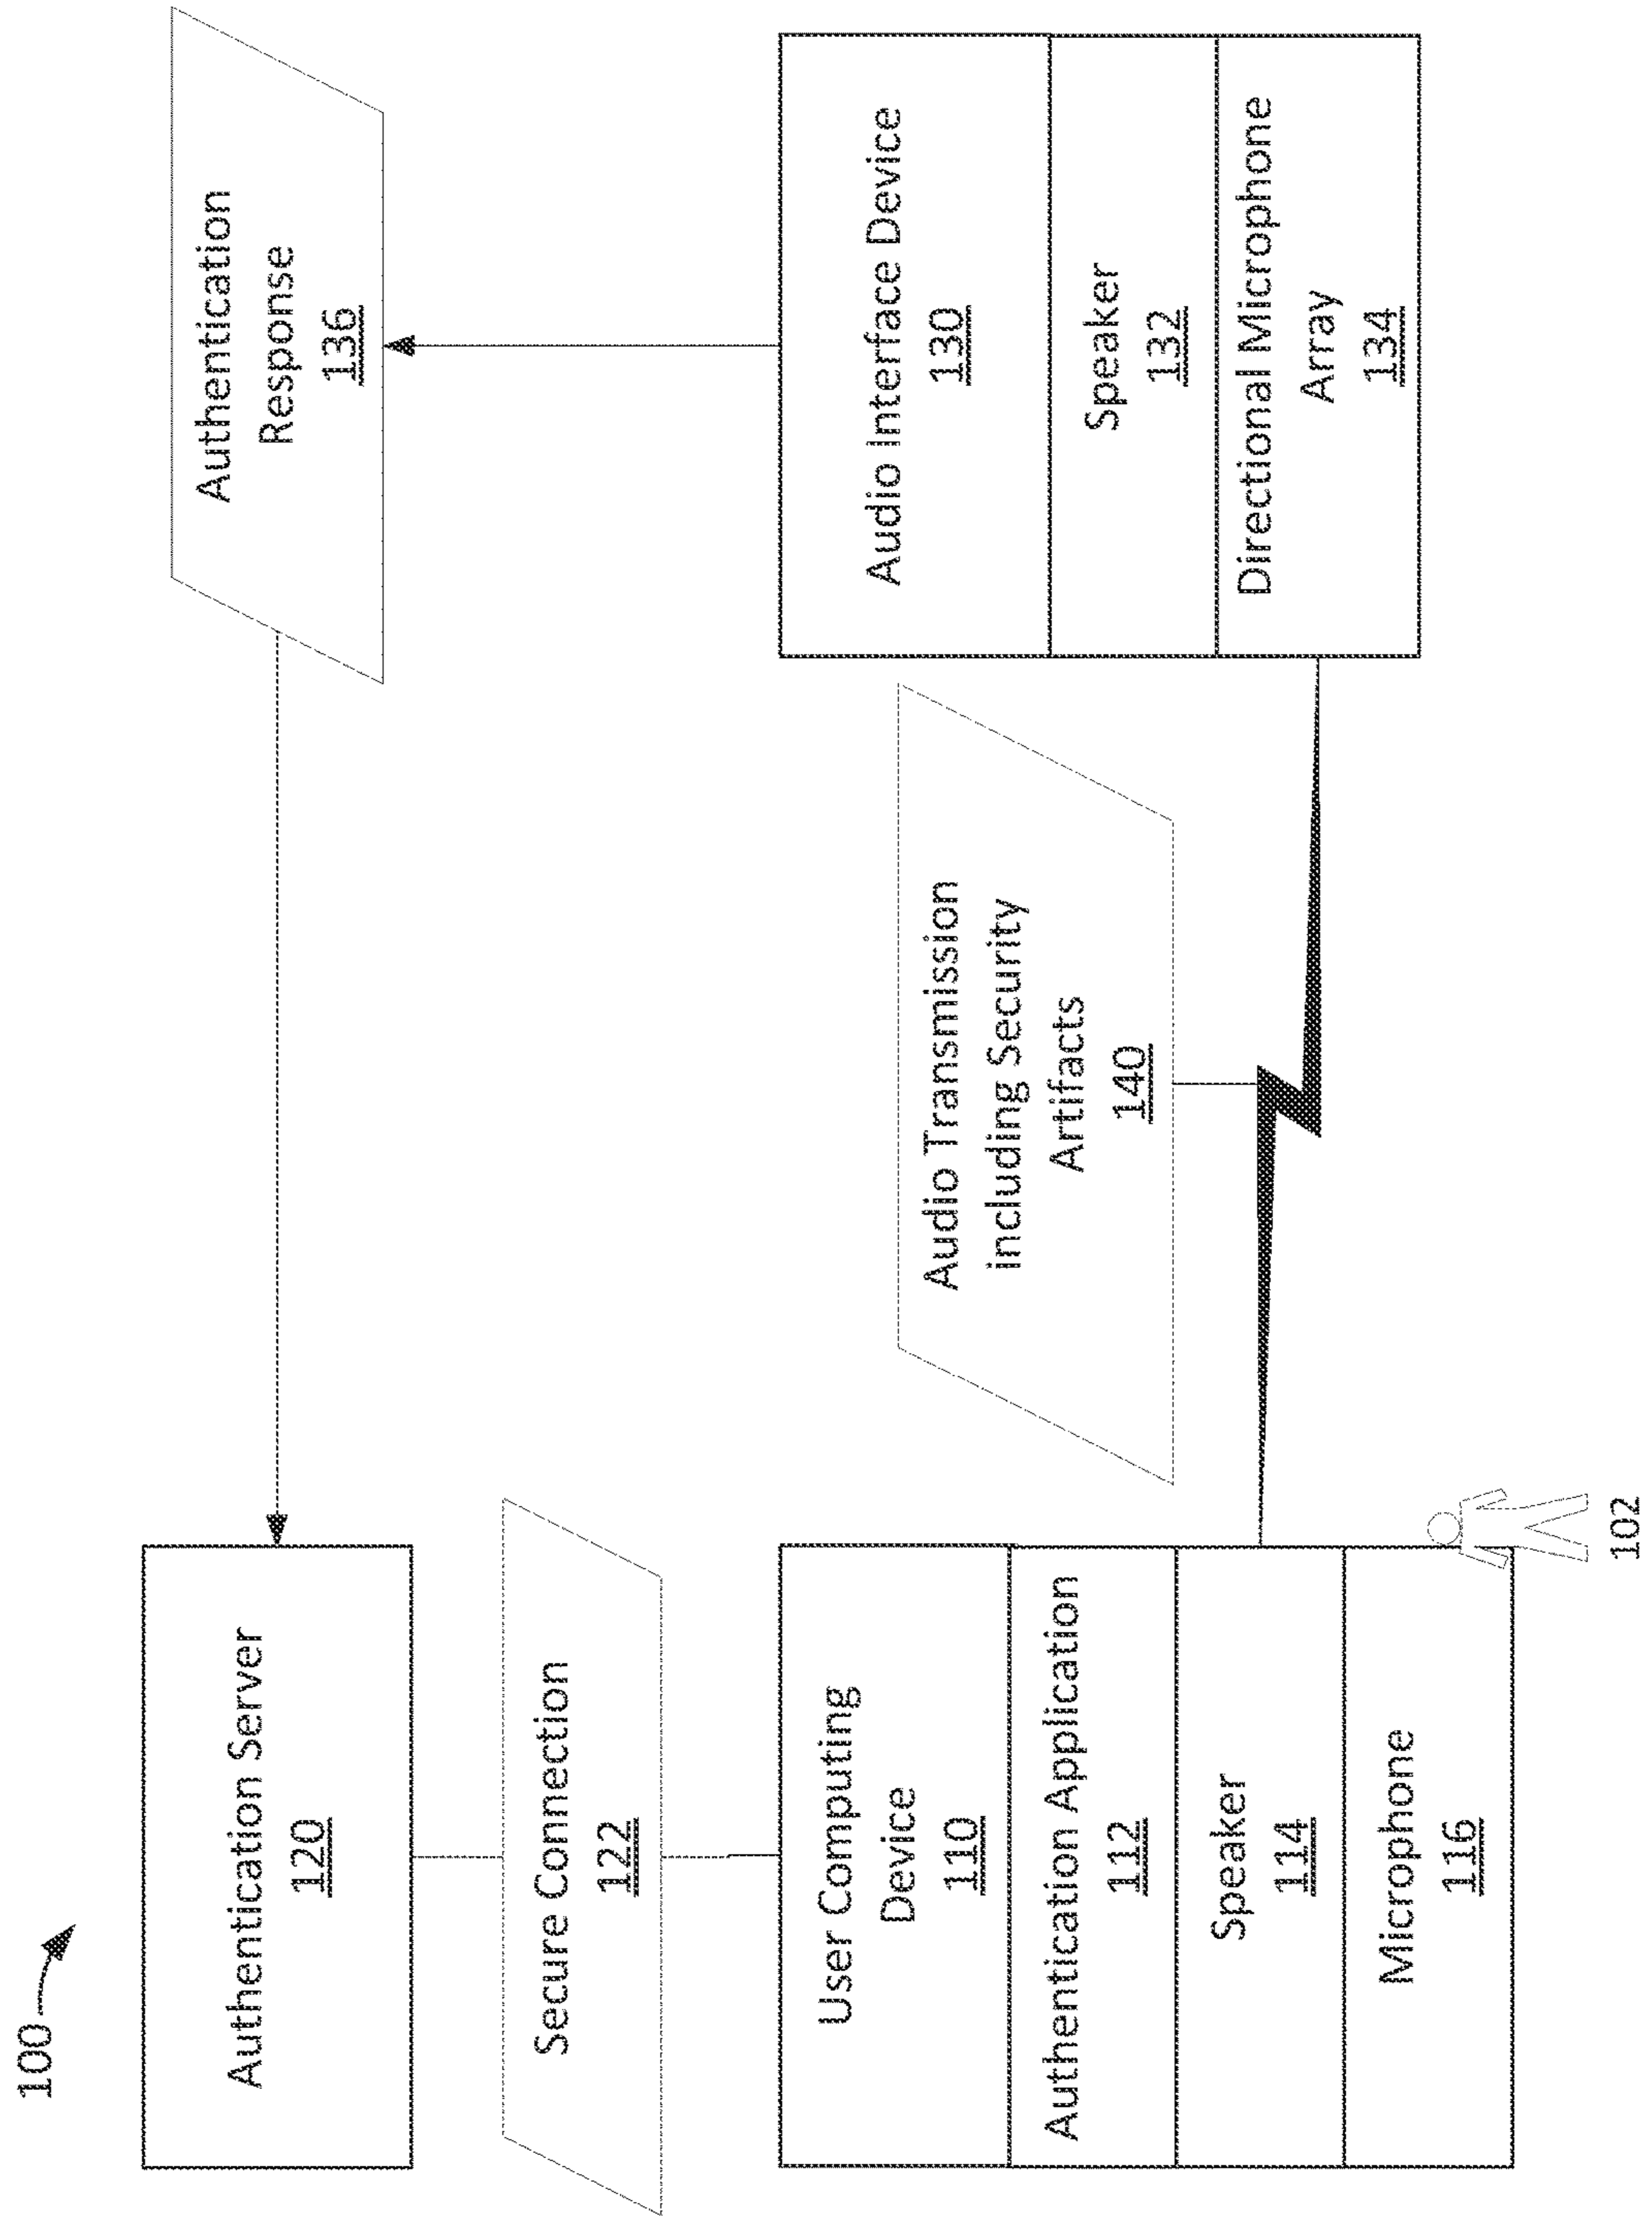 100
Authentication Server
120
Authentication
Response
136
Secure Connection
122
User Computing
Device
110
Authentication Application
112
Speaker
114
Microphone
116
102
Audio Transmission
including Security
Artifacts
140
Audio Interface Device
130
Speaker
132
Directional Microphone
Array
134